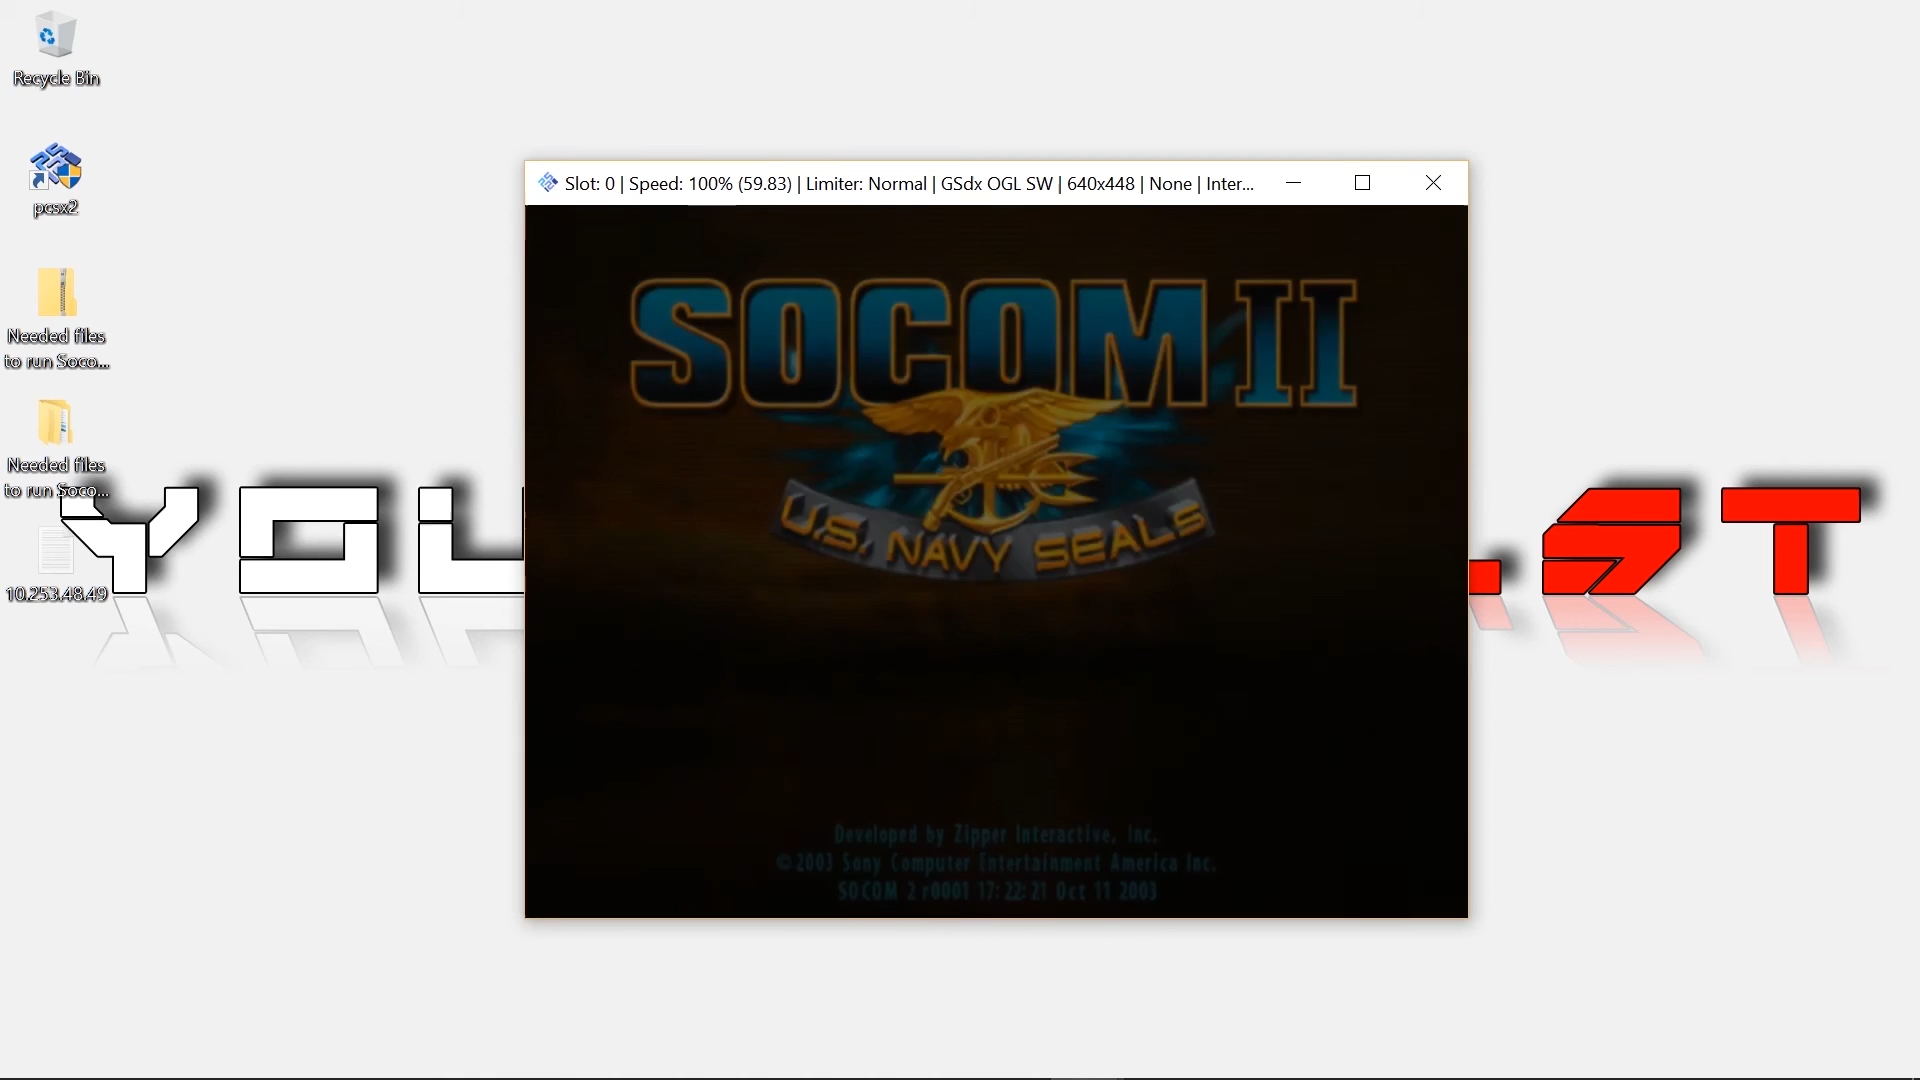 Recycle Bin
pcsx2
Needed files
to run Soco...
Needed files
to run Soco...
10.253.48.49
Slot: 0 | Speed: 100% (59.83) | Limiter: Normal | GSdx OGL SW | 640x448 | None | Inter...
SOCOM II
U.S. NAVY SEALS
Developed by Zipper Interactive, Inc.
©2003 Sony Computer Entertainment America Inc.
SOCOM 2 r0001 17:22:21 Oct 11 2003
.ST